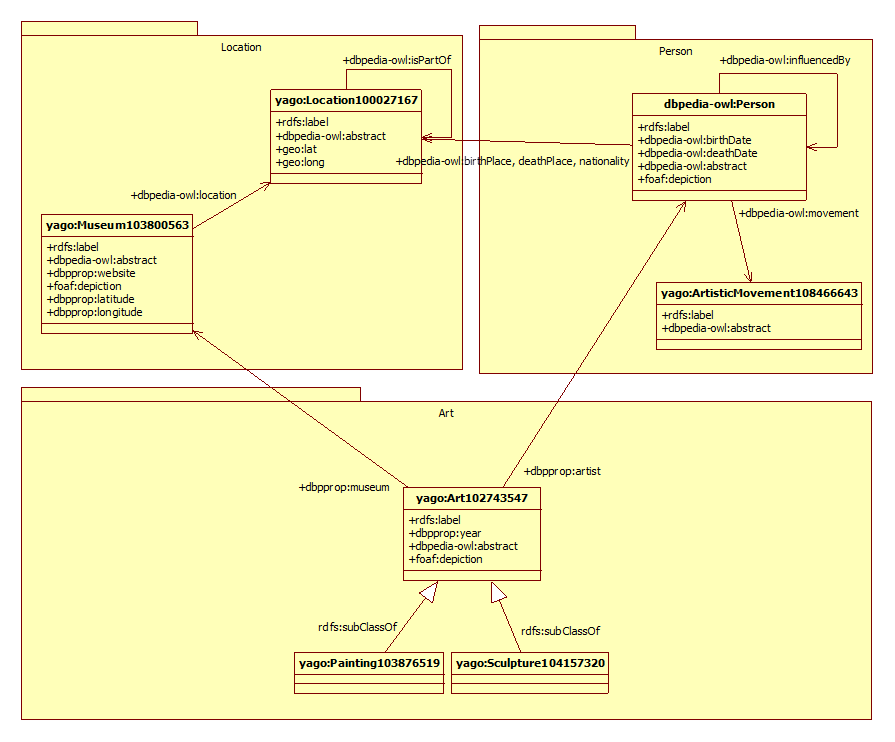 Location
+dbpedia-owl:isPartOf
yago:Location100027167
+rdfs:label
+dbpedia-owl:abstract
+geo:lat
+geo:long
+dbpedia-owl:location
yago:Museum103800563
+rdfs:label
+dbpedia-owl:abstract
+dbpprop:website
+foaf:depiction
+dbpprop:latitude
+dbpprop:longitude
Person
+dbpedia-owl:influencedBy
dbpedia-owl:Person
+rdfs:label
+dbpedia-owl:birthDate
+dbpedia-owl:deathDate
+dbpedia-owl:abstract
+foaf:depiction
+dbpedia-owl:birthPlace, deathPlace, nationality
+dbpedia-owl:movement
yago:ArtisticMovement108466643
+rdfs:label
+dbpedia-owl:abstract
Art
+dbpprop:museum
+dbpprop:artist
yago:Art102743547
+rdfs:label
+dbpprop:year
+dbpedia-owl:abstract
+foaf:depiction
rdfs:subClassOf
rdfs:subClassOf
yago:Painting103876519
yago:Sculpture104157320